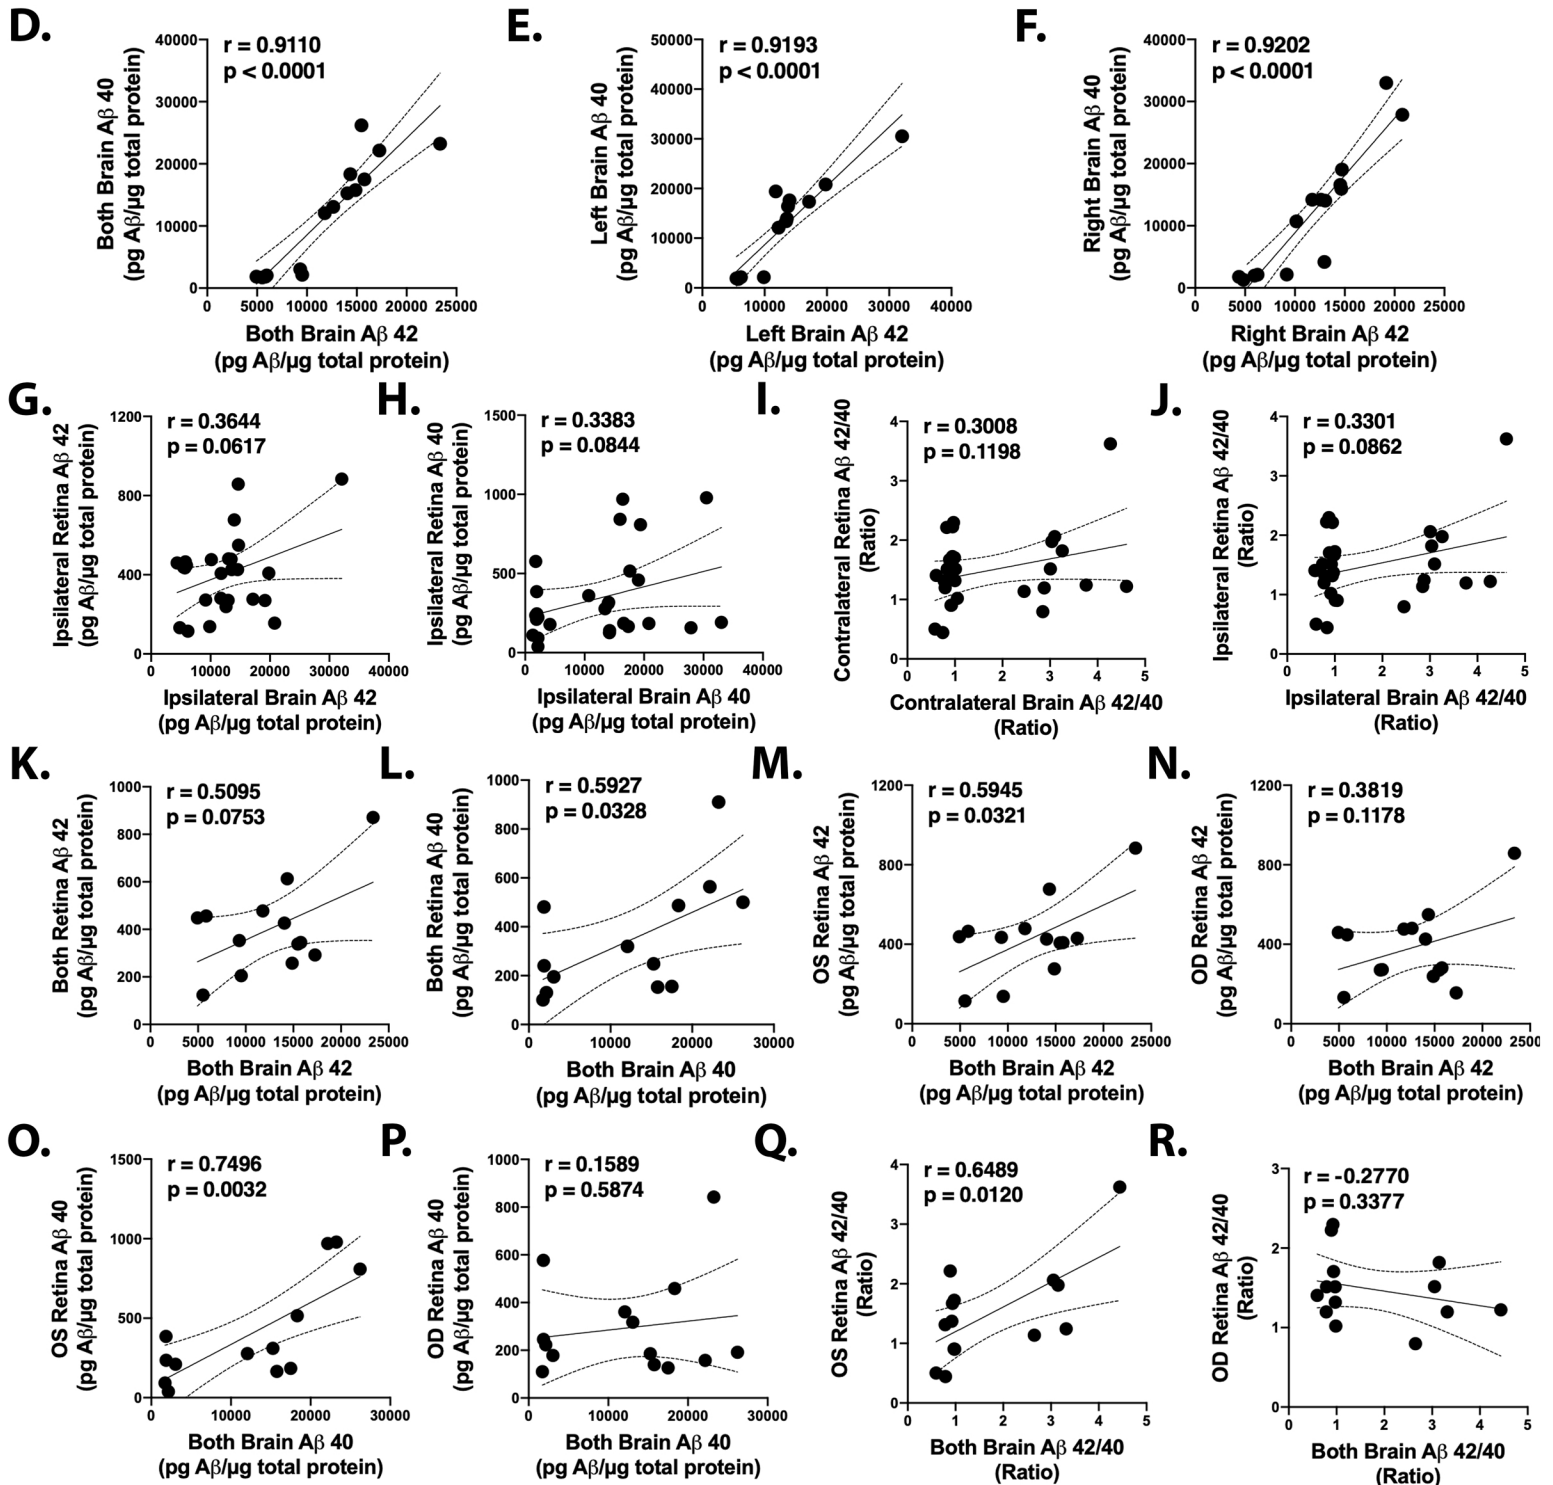 D.
r = 0.9110
p < 0.0001
Both Brain Aβ 40
(pg Aβ/µg total protein)
40000
30000
20000
10000
0
0 5000 10000 15000 20000 25000
Both Brain Aβ 42
(pg Aβ/µg total protein)
E.
r = 0.9193
p < 0.0001
Left Brain Aβ 40
(pg Aβ/µg total protein)
50000
40000
30000
20000
10000
0
0 10000 20000 30000 40000
Left Brain Aβ 42
(pg Aβ/µg total protein)
F.
r = 0.9202
p < 0.0001
Right Brain Aβ 40
(pg Aβ/µg total protein)
40000
30000
20000
10000
0
0 5000 10000 15000 20000 25000
Right Brain Aβ 42
(pg Aβ/µg total protein)
G.
r = 0.3644
p = 0.0617
Ipsilateral Retina Aβ 42
(pg Aβ/µg total protein)
1200
800
400
0
0 10000 20000 30000 40000
Ipsilateral Brain Aβ 42
(pg Aβ/µg total protein)
H.
r = 0.3383
p = 0.0844
Ipsilateral Retina Aβ 40
(pg Aβ/µg total protein)
1500
1000
500
0
0 10000 20000 30000 40000
Ipsilateral Brain Aβ 40
(pg Aβ/µg total protein)
I.
r = 0.3008
p = 0.1198
Contralateral Retina Aβ 42/40
(Ratio)
4
3
2
1
0
0 1 2 3 4 5
Contralateral Brain Aβ 42/40
(Ratio)
J.
r = 0.3301
p = 0.0862
Ipsilateral Retina Aβ 42/40
(Ratio)
4
3
2
1
0
0 1 2 3 4 5
Ipsilateral Brain Aβ 42/40
(Ratio)
K.
r = 0.5095
p = 0.0753
Both Retina Aβ 42
(pg Aβ/µg total protein)
1000
800
600
400
200
0
0 5000 10000 15000 20000 25000
Both Brain Aβ 42
(pg Aβ/µg total protein)
L.
r = 0.5927
p = 0.0328
Both Retina Aβ 40
(pg Aβ/µg total protein)
1000
800
600
400
200
0
0 10000 20000 30000
Both Brain Aβ 40
(pg Aβ/µg total protein)
M.
r = 0.5945
p = 0.0321
OS Retina Aβ 42
(pg Aβ/µg total protein)
1200
800
400
0
0 5000 10000 15000 20000 25000
Both Brain Aβ 42
(pg Aβ/µg total protein)
N.
r = 0.3819
p = 0.1178
OD Retina Aβ 42
(pg Aβ/µg total protein)
1200
800
400
0
0 5000 10000 15000 20000 2500
Both Brain Aβ 42
(pg Aβ/µg total protein)
O.
r = 0.7496
p = 0.0032
OS Retina Aβ 40
(pg Aβ/µg total protein)
1500
1000
500
0
0 10000 20000 30000
Both Brain Aβ 40
(pg Aβ/µg total protein)
P.
r = 0.1589
p = 0.5874
OD Retina Aβ 40
(pg Aβ/µg total protein)
1000
800
600
400
200
0
0 10000 20000 30000
Both Brain Aβ 40
(pg Aβ/µg total protein)
Q.
r = 0.6489
p = 0.0120
OS Retina Aβ 42/40
(Ratio)
4
3
2
1
0
0 1 2 3 4 5
Both Brain Aβ 42/40
(Ratio)
R.
r = -0.2770
p = 0.3377
OD Retina Aβ 42/40
(Ratio)
3
2
1
0
0 1 2 3 4 5
Both Brain Aβ 42/40
(Ratio)